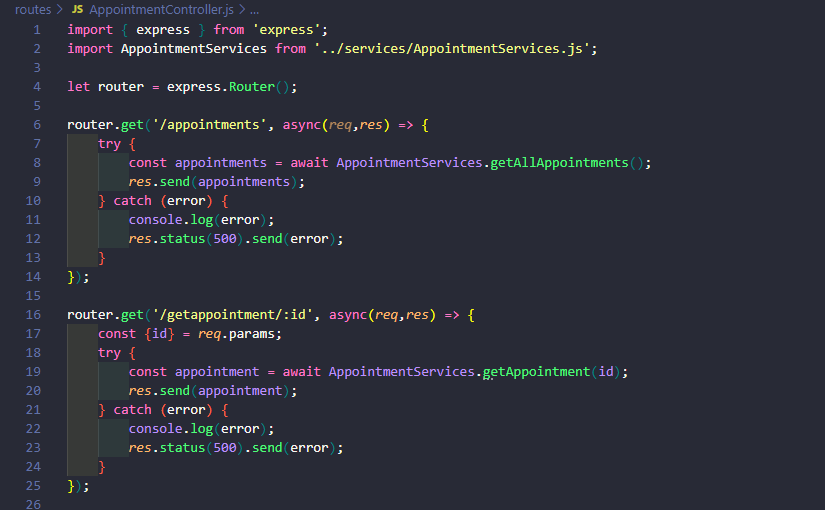 routes > JS AppointmentController.js > ...
1 import { express } from 'express';
2 import AppointmentServices from '../services/AppointmentServices.js';
3
4 let router = express.Router();
5
6 router.get('/appointments', async(req,res) => {
7     try {
8         const appointments = await AppointmentServices.getAllAppointments();
9         res.send(appointments);
10     } catch (error) {
11         console.log(error);
12         res.status(500).send(error);
13     }
14 });
15
16 router.get('/getappointment/:id', async(req,res) => {
17     const {id} = req.params;
18     try {
19         const appointment = await AppointmentServices.getAppointment(id);
20         res.send(appointment);
21     } catch (error) {
22         console.log(error);
23         res.status(500).send(error);
24     }
25 });
26